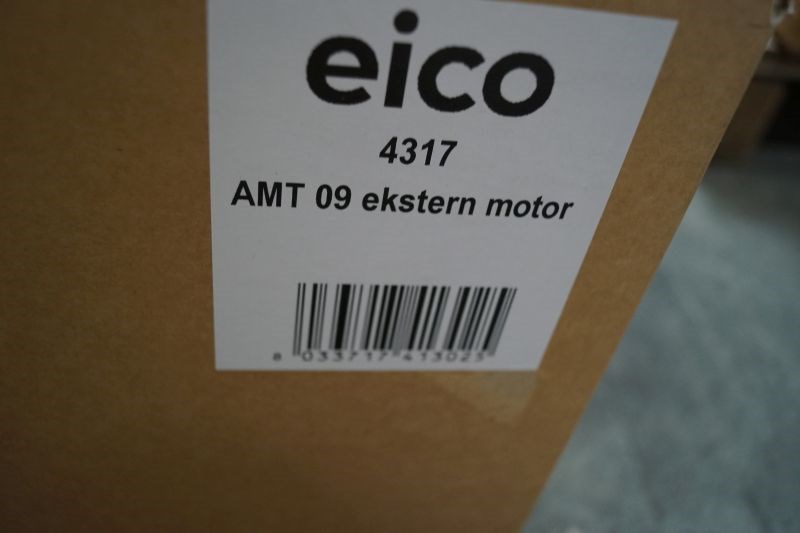 eico
4317
AMT 09 ekstern motor
8 033717 413025